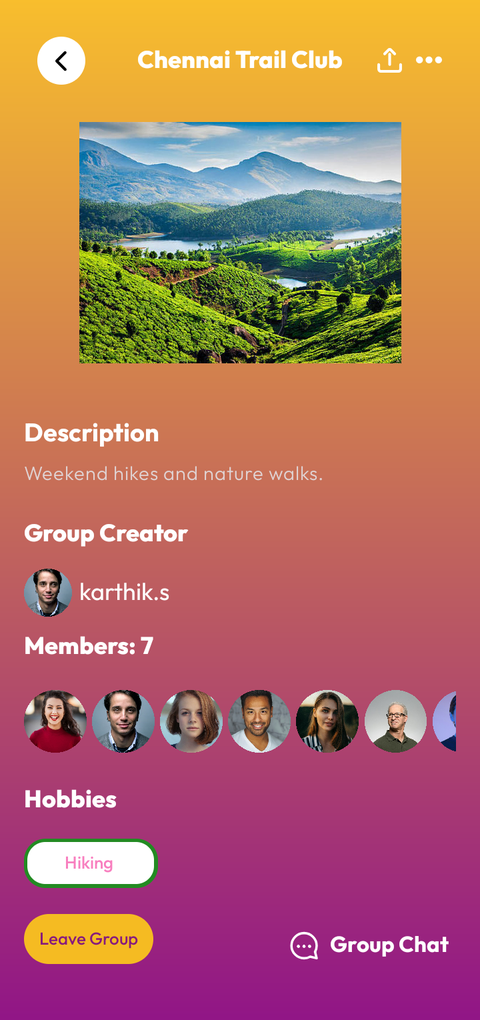 Chennai Trail Club
Description
Weekend hikes and nature walks.
Group Creator
karthik.s
Members: 7
Hobbies
Hiking
Leave Group
Group Chat